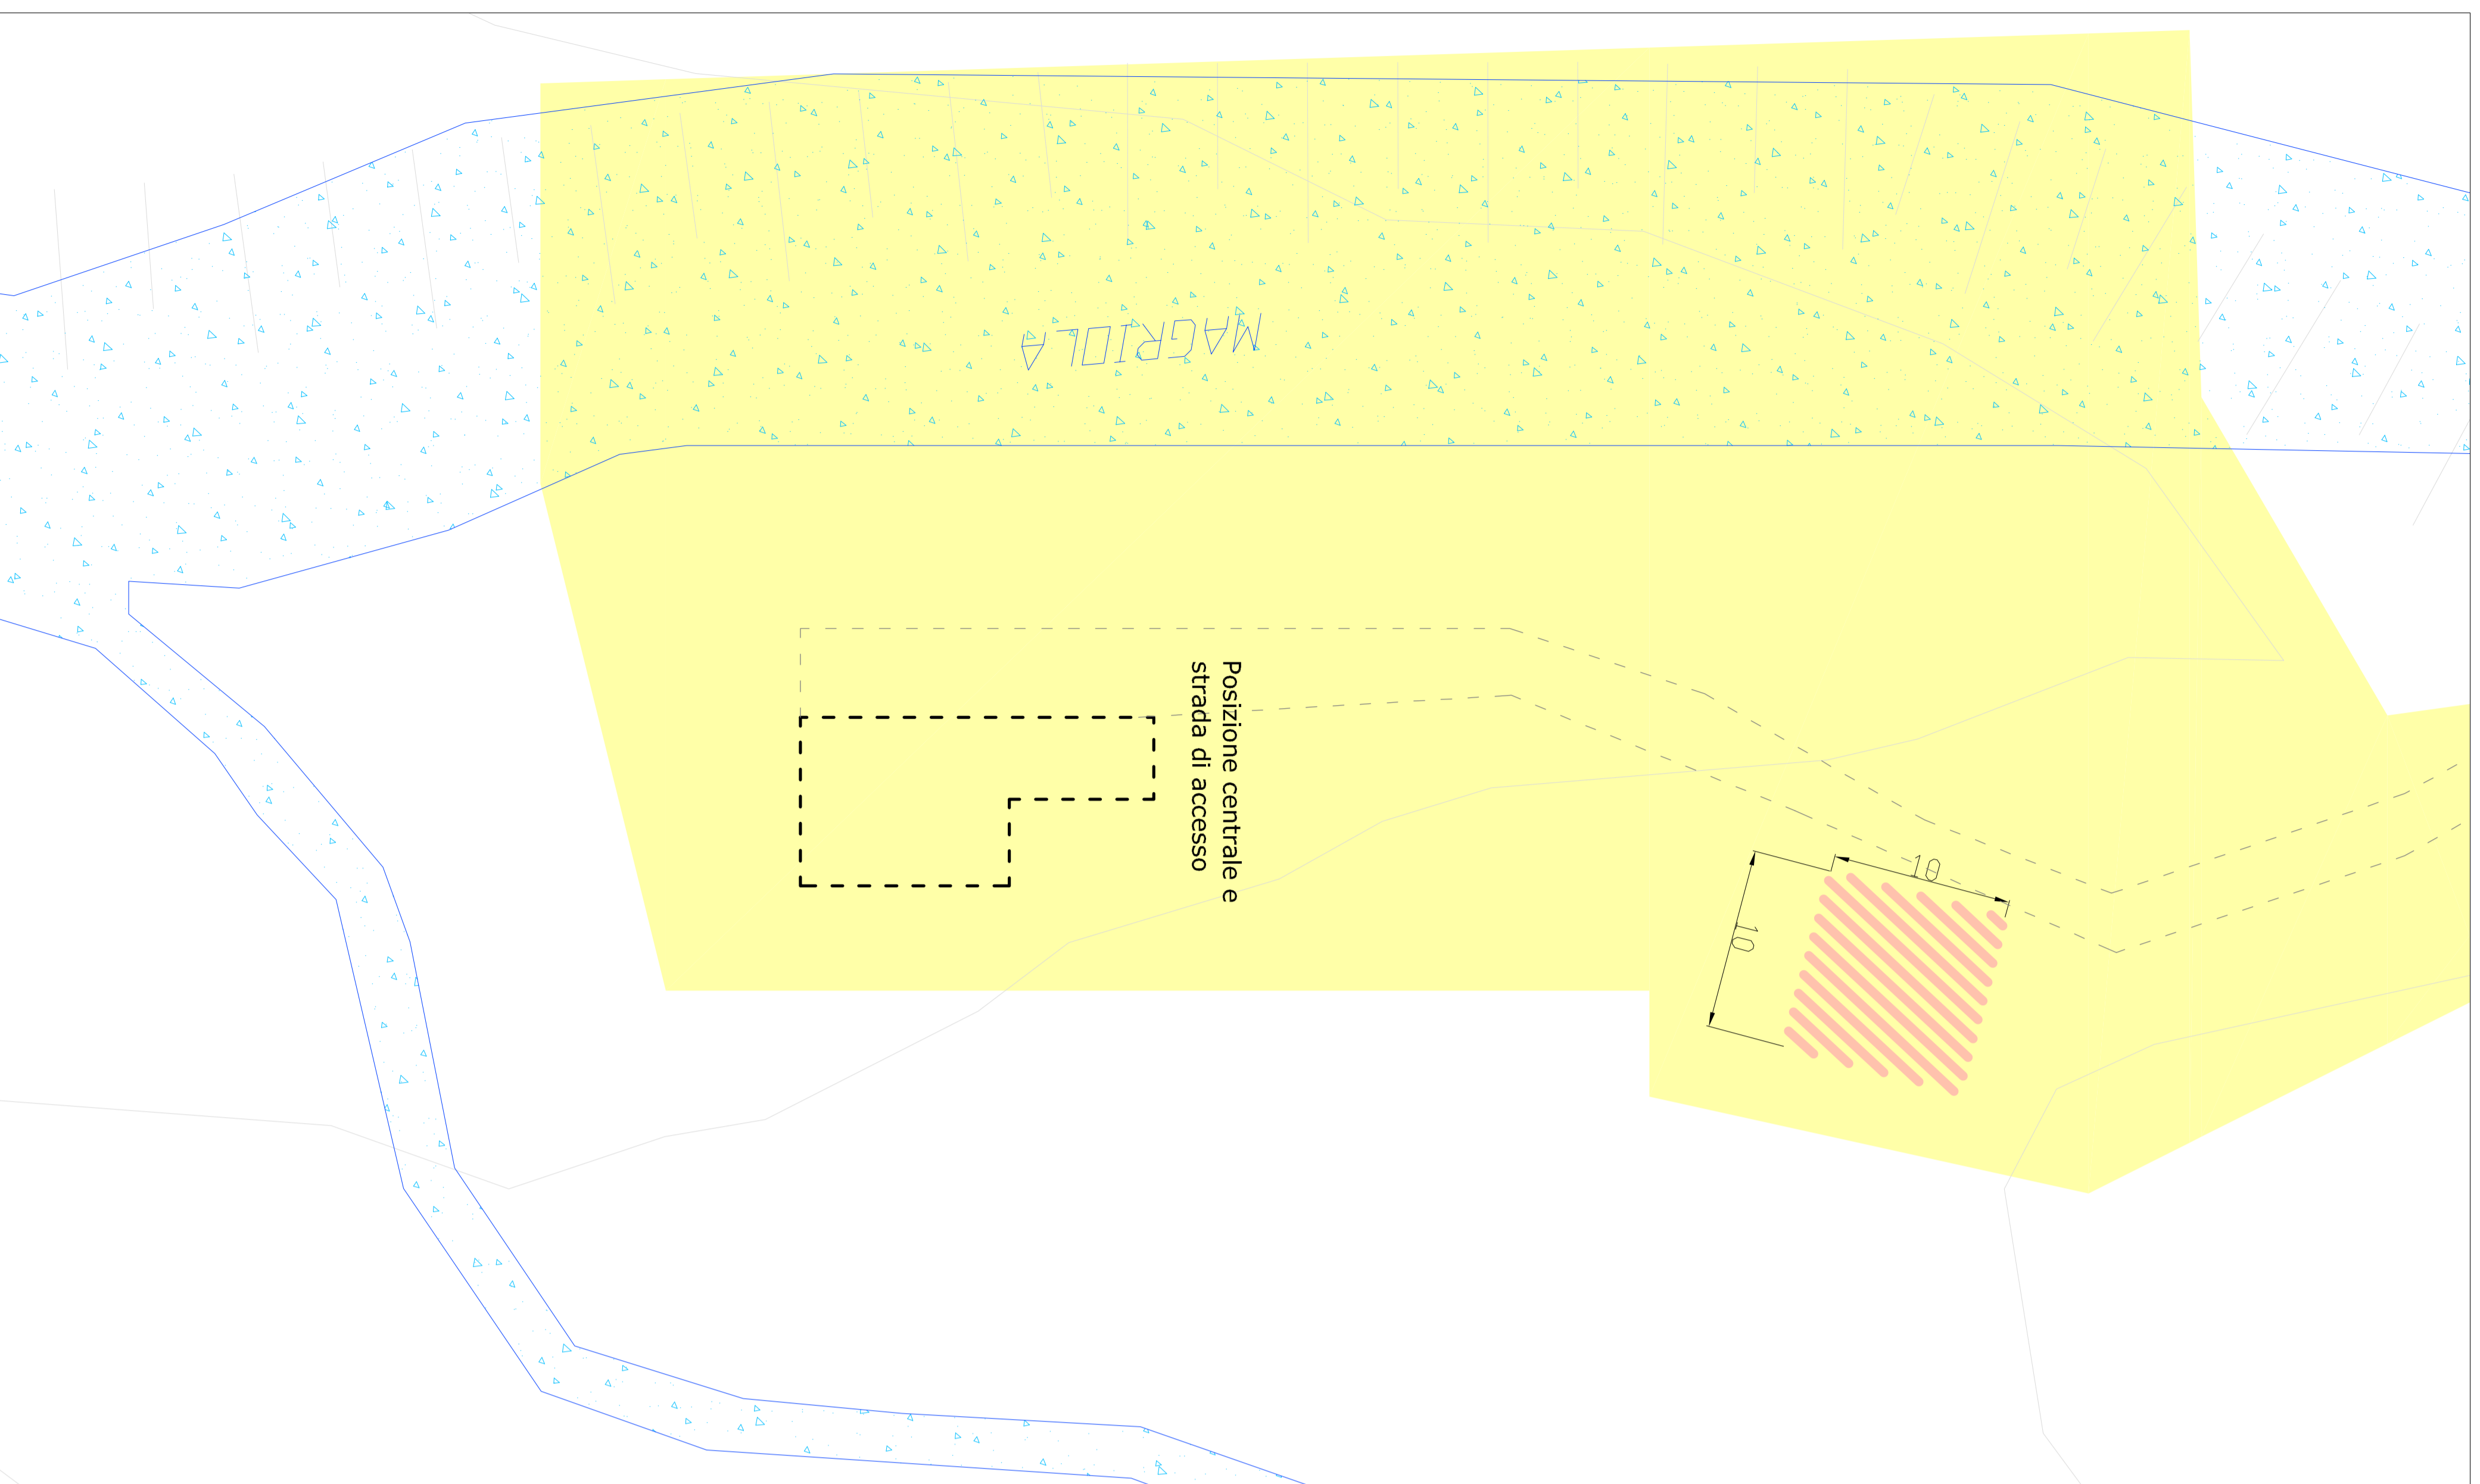 MAGRIOLA
Posizione centrale e
strada di accesso
10
10